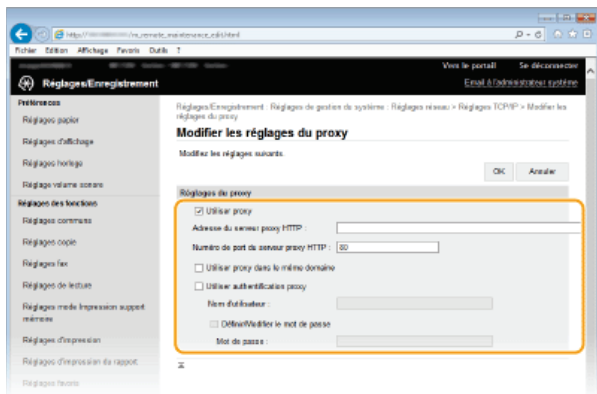 http://
m_remote_maintenance_edit.html
Fichier Edition Affichage Favoris Outils ?
Vers le portail Se déconnecter
Réglages/Enregistrement
Email à l'administrateur système
Préférences
Réglages papier
Réglages d'affichage
Réglages horloge
Réglage volume sonore
Réglages des fonctions
Réglages communs
Réglages copie
Réglages fax
Réglages de lecture
Réglages mode Impression support
mémoire
Réglages d'impression
Réglages d'impression du rapport
Réglages favoris
Réglages/Enregistrement : Réglages de gestion du système : Réglages réseau > Réglages TCP/IP > Modifier les
réglages du proxy
Modifier les réglages du proxy
Modifiez les réglages suivants.
OK Annuler
Réglages du proxy
Utiliser proxy
Adresse du serveur proxy HTTP :
Numéro de port du serveur proxy HTTP : 80
Utiliser proxy dans le même domaine
Utiliser authentification proxy
Nom d'utilisateur :
Définir/Modifier le mot de passe
Mot de passe :